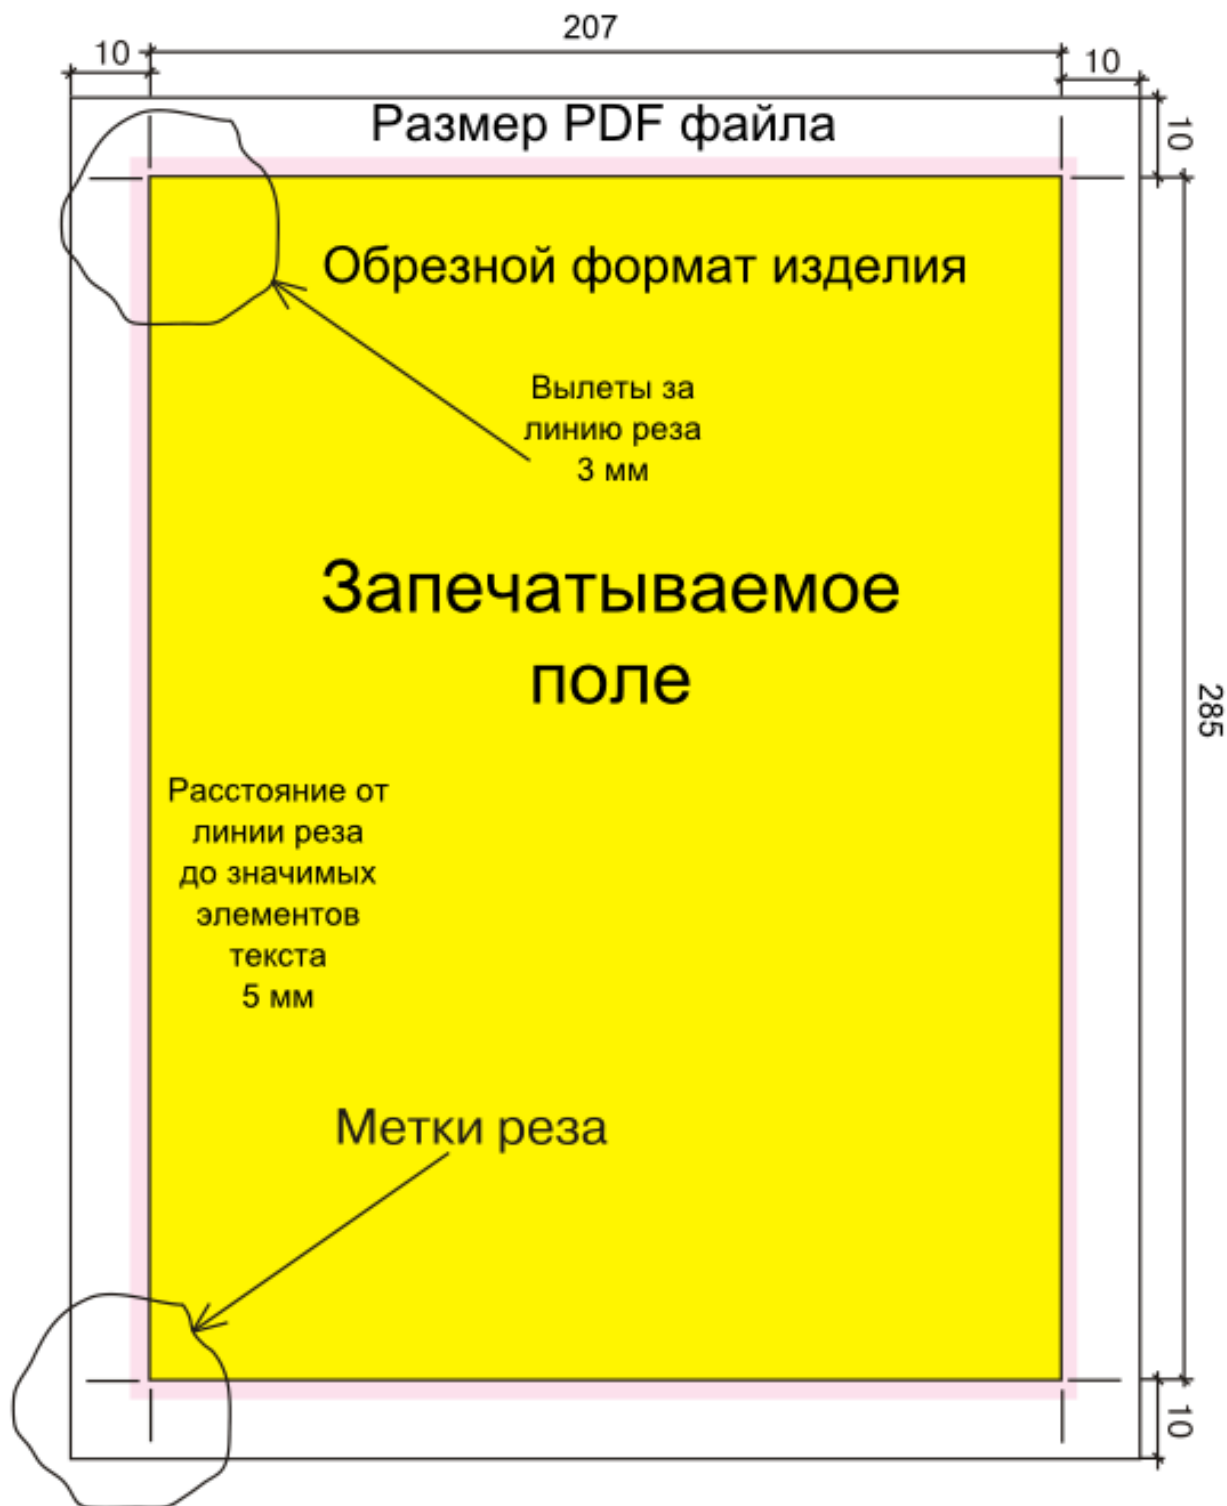 207
10
10
Размер PDF файла
10
Обрезной формат изделия
Вылеты за
линию реза
3 мм
Запечатываемое
поле
285
Расстояние от
линии реза
до значимых
элементов
текста
5 мм
Метки реза
10